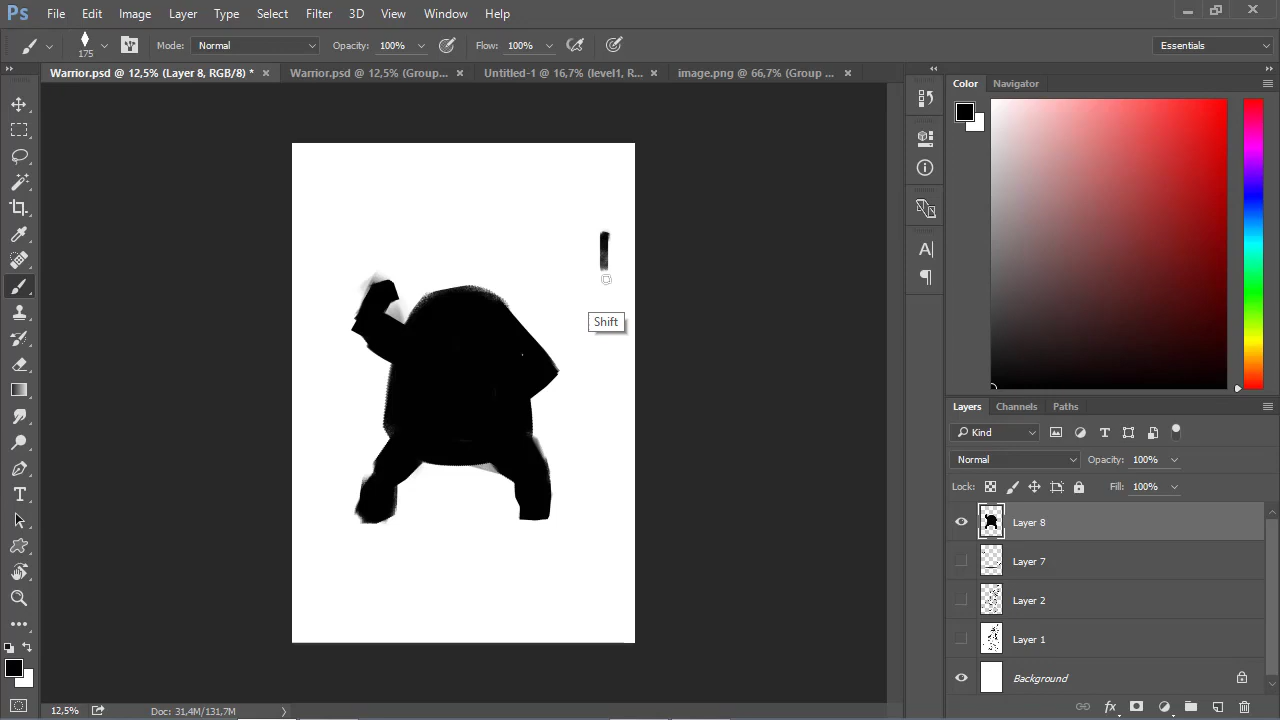 Ps File Edit Image Layer Type Select Filter 3D View Window Help
175 Mode: Normal Opacity: 100% Flow: 100% Essentials
Warrior.psd @ 12,5% (Layer 8, RGB/8) * × Warrior.psd @ 12,5% (Group... × Untitled-1 @ 16,7% (level1, R... × image.png @ 66,7% (Group ... ×
Color Navigator
Shift
Layers Channels Paths
Kind
Normal Opacity: 100%
Lock: Fill: 100%
Layer 8
Layer 7
Layer 2
Layer 1
Background
12,5% Doc: 31,4M/131,7M